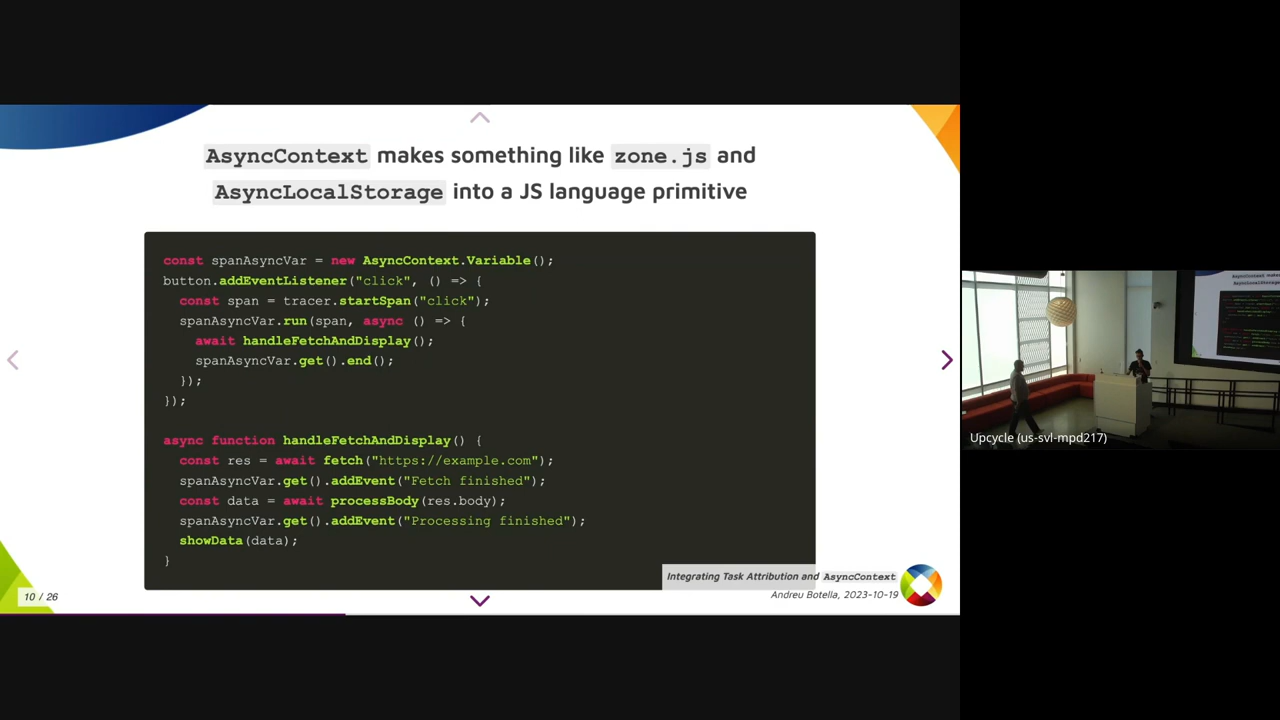 AsyncContext makes something like zone.js and
AsyncLocalStorage into a JS language primitive
const spanAsyncVar = new AsyncContext.Variable();
button.addEventListener("click", () => {
  const span = tracer.startSpan("click");
  spanAsyncVar.run(span, async () => {
    await handleFetchAndDisplay();
    spanAsyncVar.get().end();
  });
});
async function handleFetchAndDisplay() {
  const res = await fetch("https://example.com");
  spanAsyncVar.get().addEvent("Fetch finished");
  const data = await processBody(res.body);
  spanAsyncVar.get().addEvent("Processing finished");
  showData(data);
}
Integrating Task Attribution and AsyncContext
Andreu Botella, 2023-10-19
10 / 26
Upcycle (us-svl-mpd217)